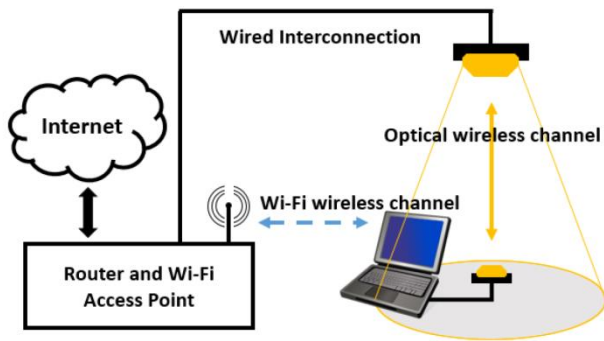 Wired Interconnection
Internet
Optical wireless channel
Wi-Fi wireless channel
Router and Wi-Fi
Access Point